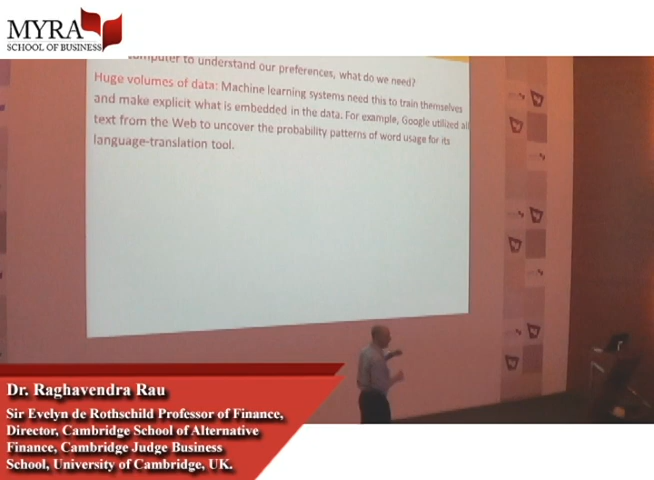 MYRA
SCHOOL OF BUSINESS
computer to understand our preferences, what do we need?
Huge volumes of data: Machine learning systems need this to train themselves
and make explicit what is embedded in the data. For example, Google utilized all
text from the Web to uncover the probability patterns of word usage for its
language-translation tool.
Dr. Raghavendra Rau
Sir Evelyn de Rothschild Professor of Finance,
Director, Cambridge School of Alternative
Finance, Cambridge Judge Business
School, University of Cambridge, UK.